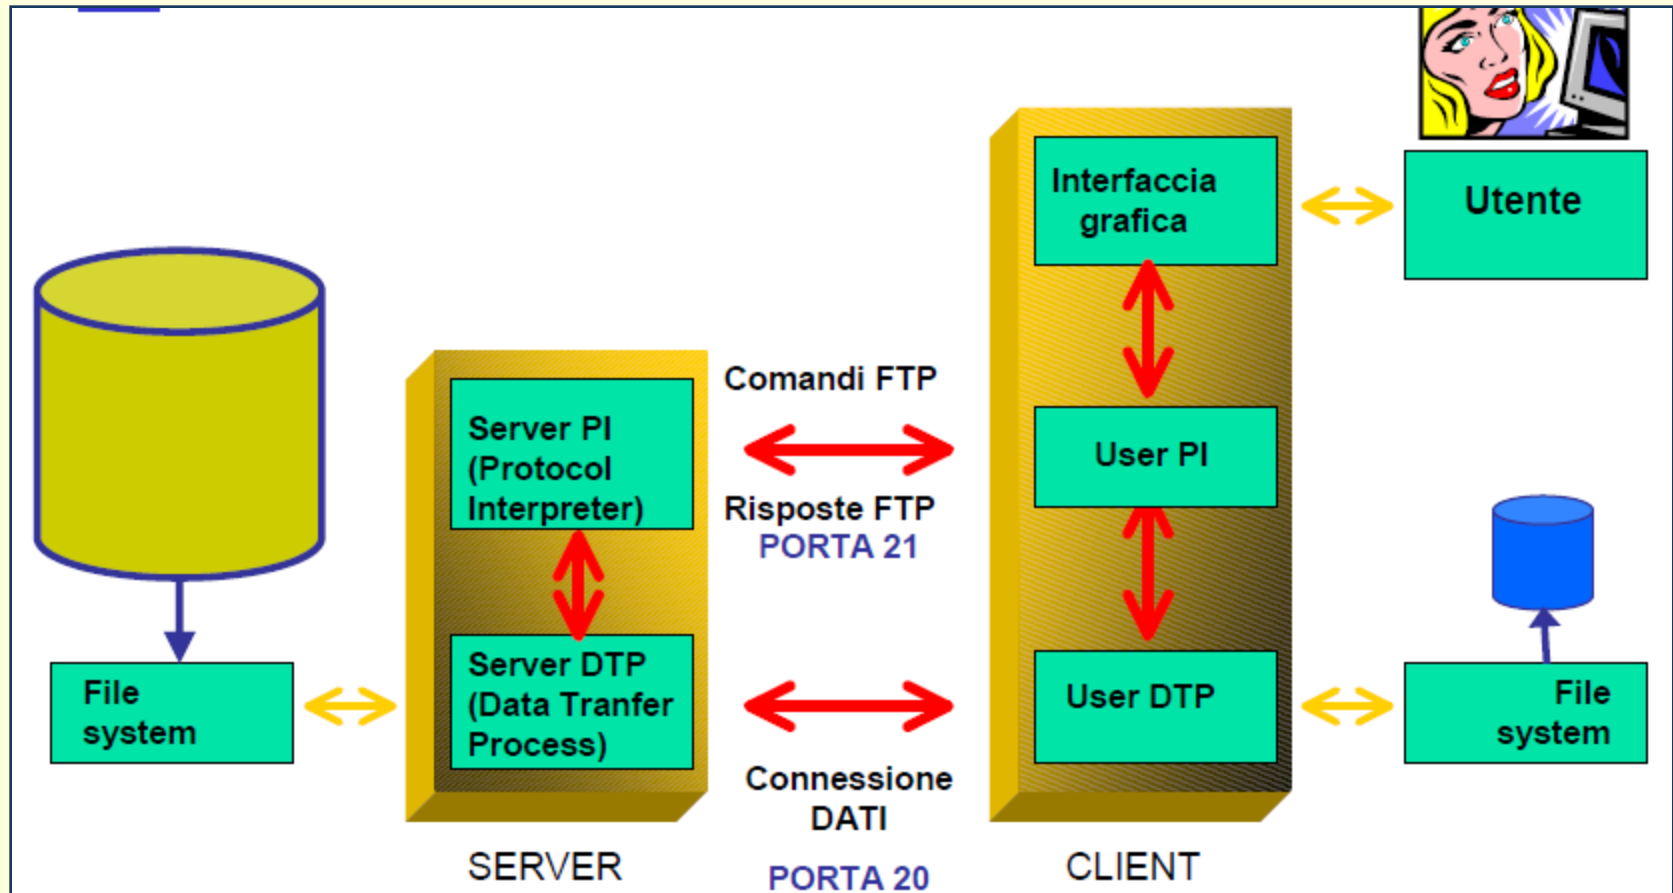 Interfaccia
grafica
Utente
Server PI
(Protocol
Interpreter)
Comandi FTP
Risposte FTP
PORTA 21
User PI
File
system
Server DTP
(Data Tranfer
Process)
Connessione
DATI
PORTA 20
User DTP
File
system
SERVER
CLIENT